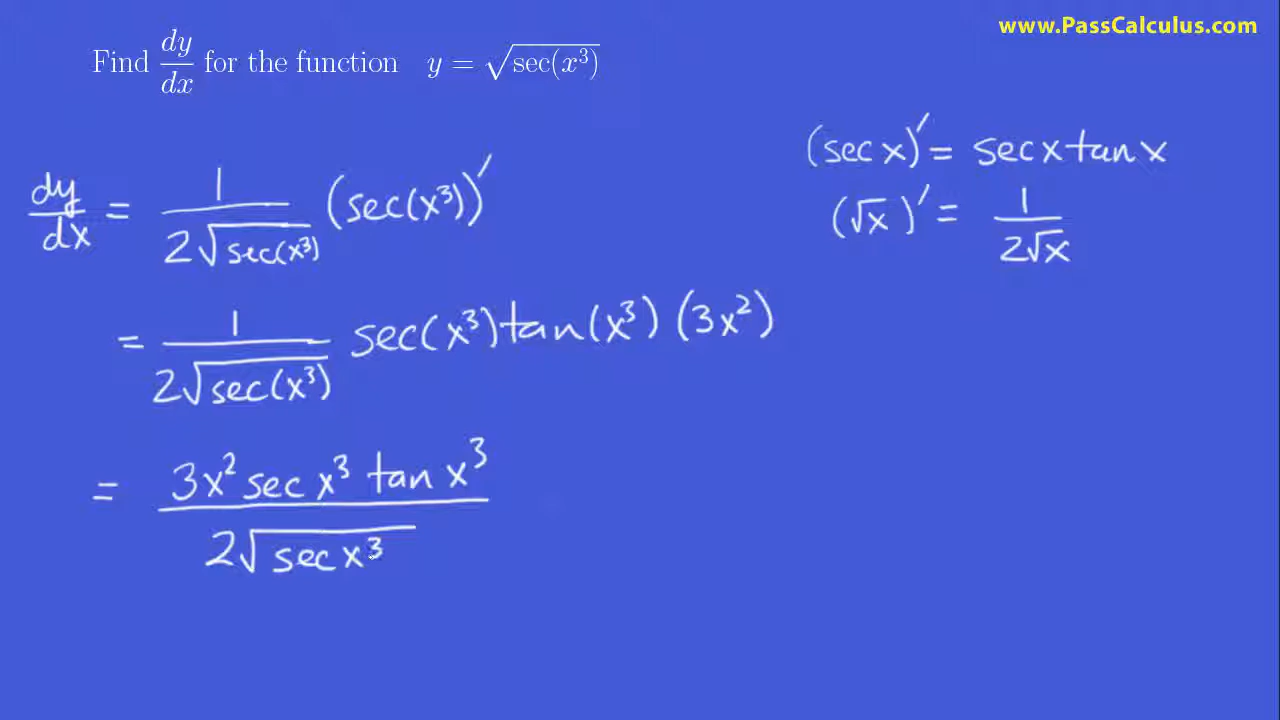 www.PassCalculus.com
Find dy/dx for the function y = √sec(x³)
(sec x)′ = sec x tan x
(√x)′ = 1/(2√x)
dy/dx = 1/(2√sec(x³)) (sec(x³))′
= 1/(2√sec(x³)) sec(x³) tan(x³) (3x²)
= (3x² sec x³ tan x³)/(2√sec x³)